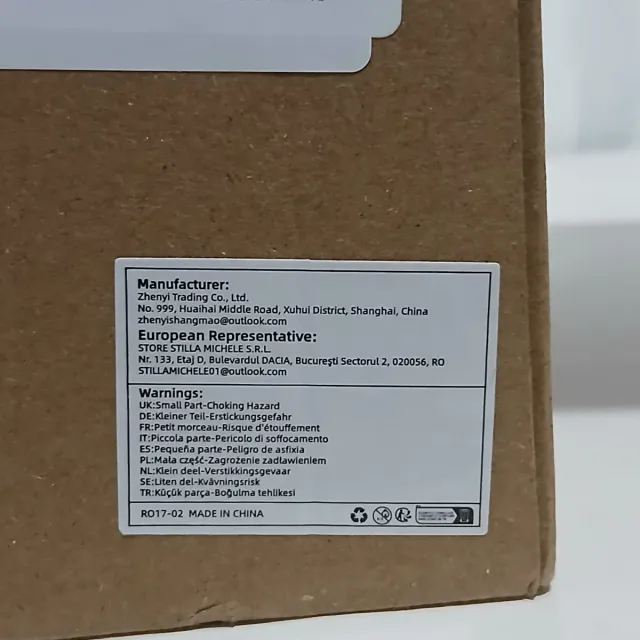 Manufacturer:
Zhenyi Trading Co., Ltd.
No. 999, Huaihai Middle Road, Xuhui District, Shanghai, China
zhenyishangmao@outlook.com
European Representative:
STORE STILLA MICHELE S.R.L.
Nr. 133, Etaj D, Bulevardul DACIA, București Sectorul 2, 020056, RO
STILLAMICHELE01@outlook.com
Warnings:
UK:Small Part-Choking Hazard
DE:Kleiner Teil-Erstickungsgefahr
FR:Petit morceau-Risque d'étouffement
IT:Piccola parte-Pericolo di soffocamento
ES:Pequeña parte-Peligro de asfixia
PL:Mała część-Zagrożenie zadławieniem
NL:Klein deel-Verstikkingsgevaar
SE:Liten del-Kvävningsrisk
TR:Küçük parça-Boğulma tehlikesi
RO17-02 MADE IN CHINA